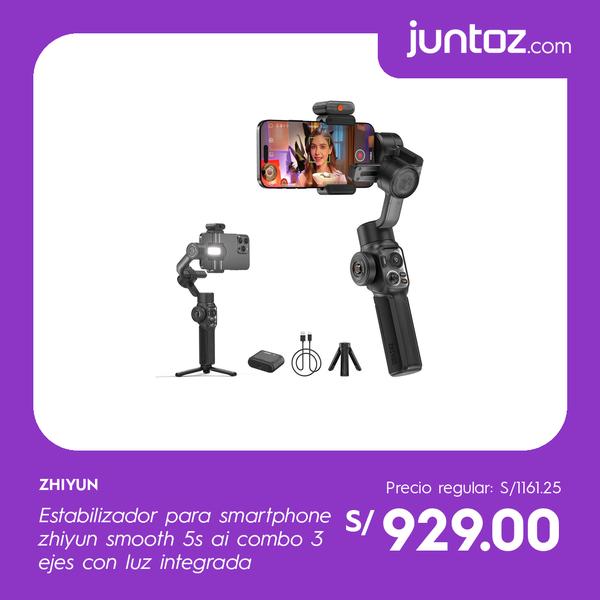 juntoz.com
ZHIYUN
Estabilizador para smartphone
zhiyun smooth 5s ai combo 3
ejes con luz integrada
Precio regular: S/1161.25
S/ 929.00